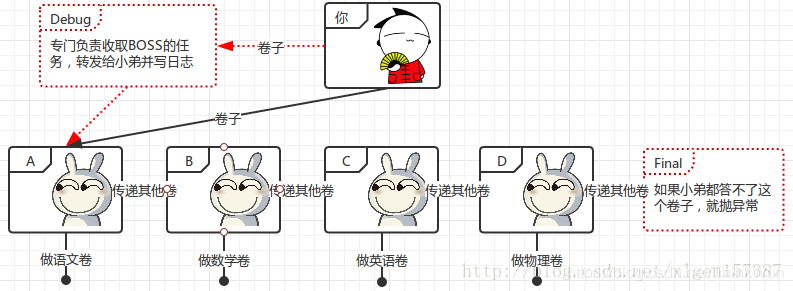 Debug
专门负责收取BOSS的任
务，转发给小弟并写日志
你
卷子
卷子
A
B
C
D
传递其他卷
传递其他卷
传递其他卷
传递其他卷
Final
如果小弟都答不了这
个卷子，就抛异常
做语文卷
做数学卷
做英语卷
做物理卷